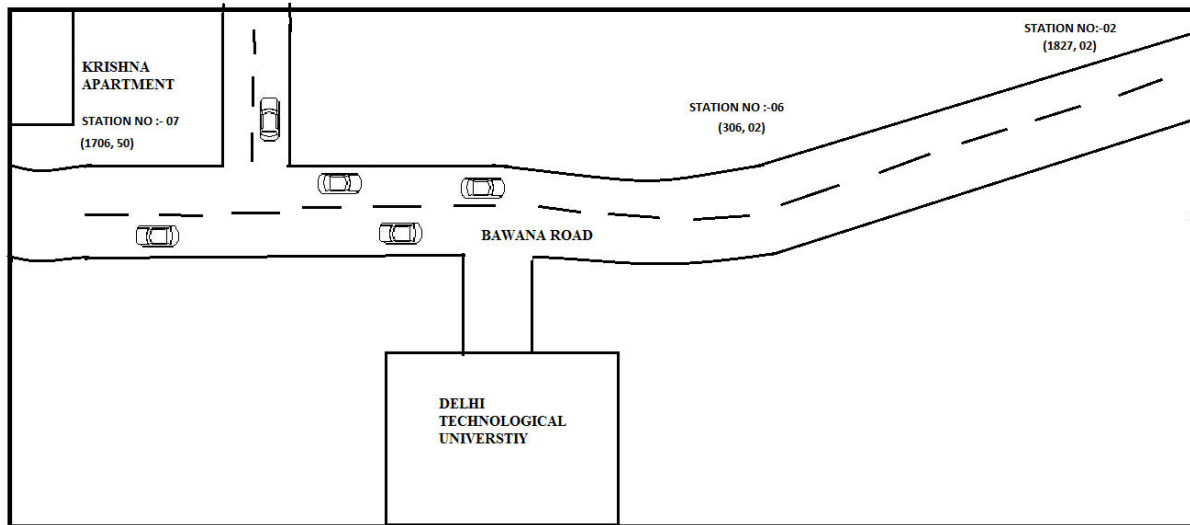 STATION NO:-02
(1827, 02)
KRISHNA
APARTMENT
STATION NO :- 07
(1706, 50)
STATION NO :-06
(306, 02)
BAWANA ROAD
DELHI
TECHNOLOGICAL
UNIVERSTIY